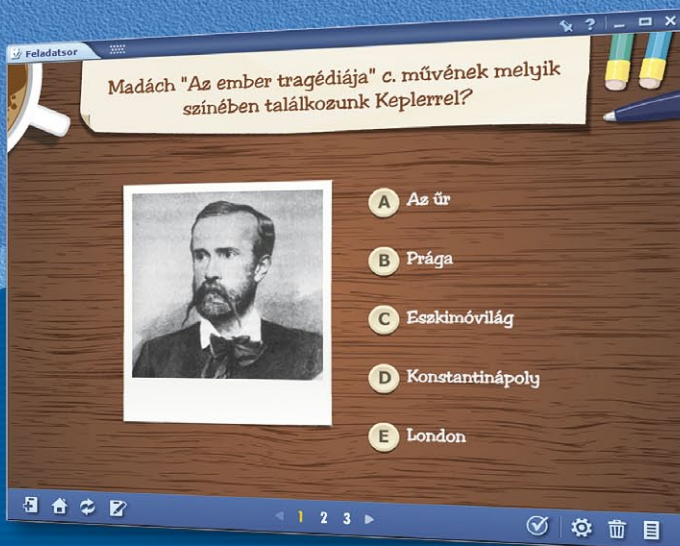 Feladatsor
?
Madách "Az ember tragédiája" c. művének melyik
színében találkozunk Keplerrel?
A Az űr
B Prága
C Eszkimóvilág
D Konstantinápoly
E London
1 2 3